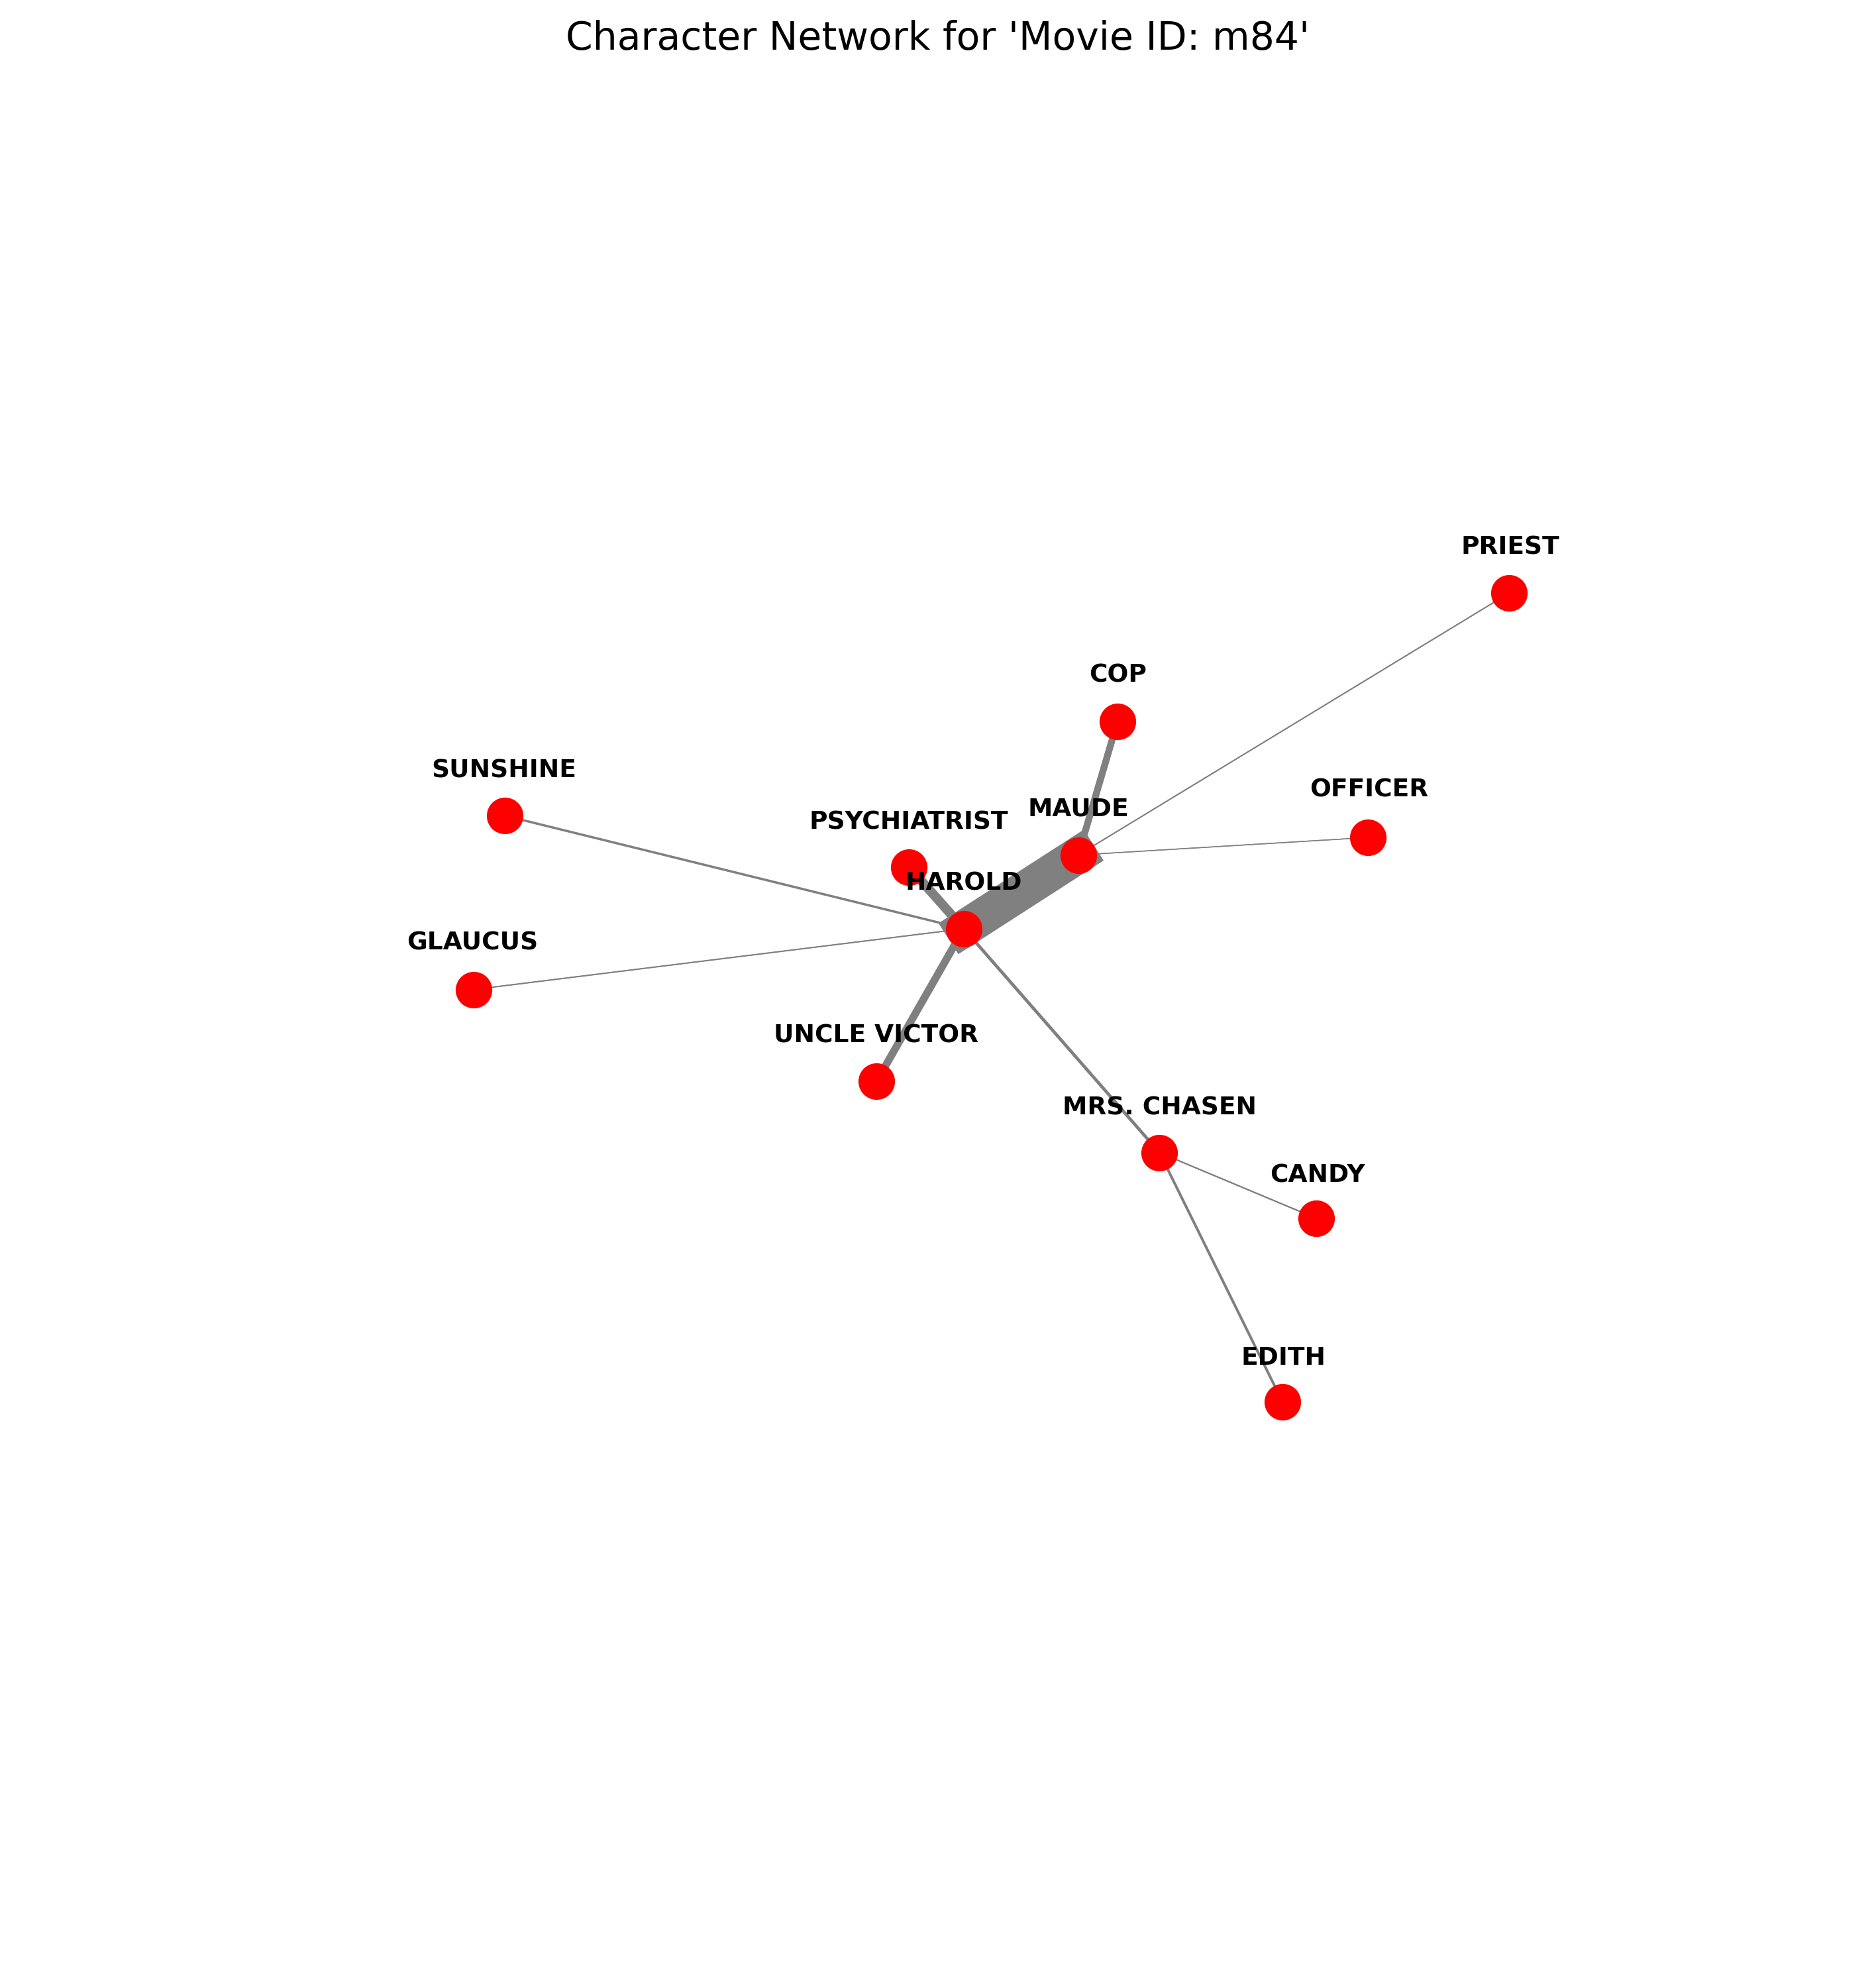 Character Network for 'Movie ID: m84'
PRIEST
COP
SUNSHINE
OFFICER
MAUDE
PSYCHIATRIST
HAROLD
GLAUCUS
UNCLE VICTOR
MRS. CHASEN
CANDY
EDITH